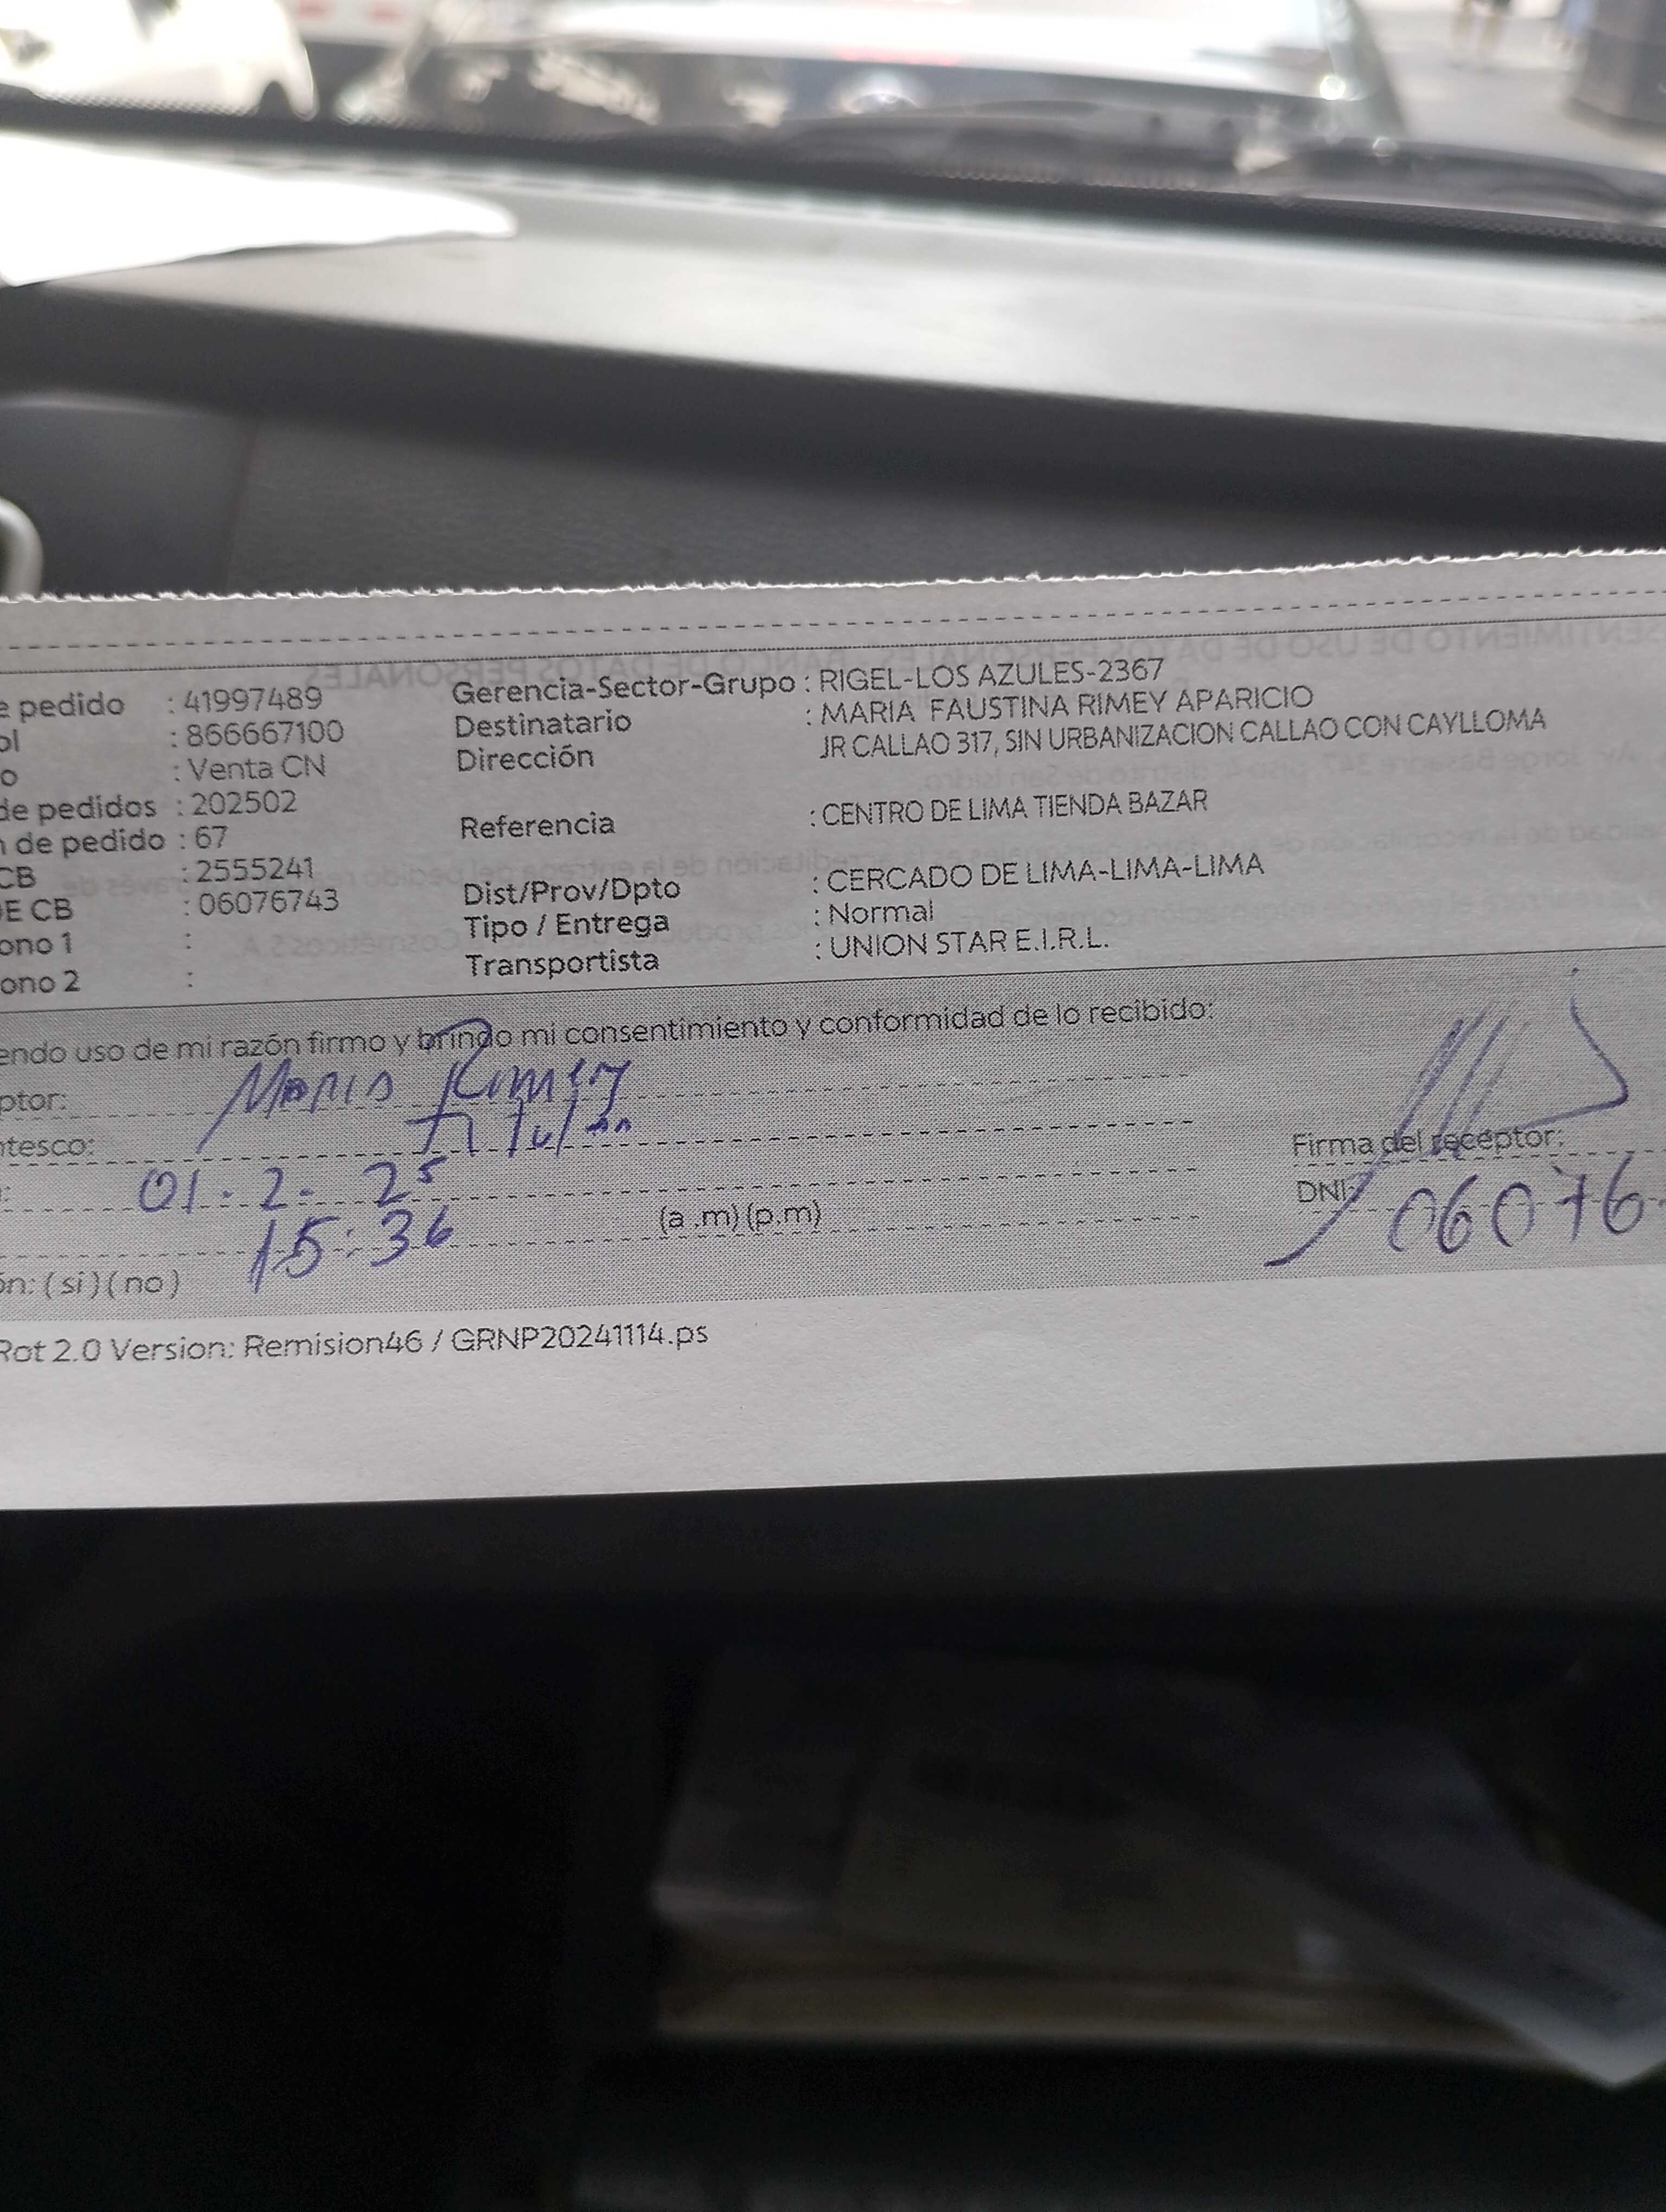 e pedido : 41997489
ol : 866667100
o : Venta CN
de pedidos : 202502
n de pedido : 67
CB : 2555241
DE CB : 06076743
ono 1 :
ono 2 :
Gerencia-Sector-Grupo : RIGEL-LOS AZULES-2367
Destinatario : MARIA FAUSTINA RIMEY APARICIO
Dirección JR CALLAO 317, SIN URBANIZACION CALLAO CON CAYLLOMA
Referencia : CENTRO DE LIMA TIENDA BAZAR
Dist/Prov/Dpto : CERCADO DE LIMA-LIMA-LIMA
Tipo / Entrega : Normal
Transportista : UNION STAR E.I.R.L.
endo uso de mi razón firmo y brindo mi consentimiento y conformidad de lo recibido:
ptor: Maria Rimey
ntesco: Titular
01-2-25
15:36 (a .m) (p.m)
ón: ( si ) ( no )
Firma del receptor:
DNI: 06076
Rot 2.0 Version: Remision46 / GRNP20241114.ps